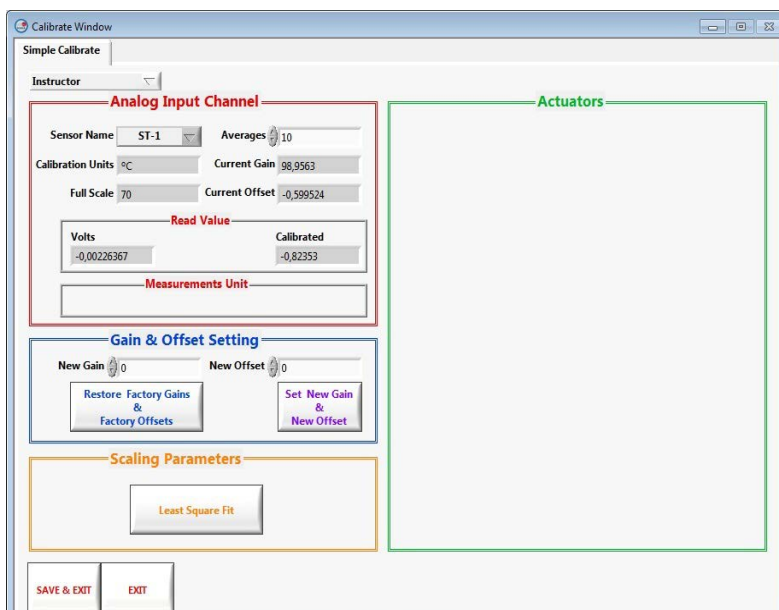 Calibrate Window
Simple Calibrate
Instructor
Analog Input Channel
Sensor Name ST-1 Averages 10
Calibration Units ºC Current Gain 98,9563
Full Scale 70 Current Offset -0,599524
Read Value
Volts Calibrated
-0,00226367 -0,82353
Measurements Unit
Gain & Offset Setting
New Gain 0 New Offset 0
Restore Factory Gains
&
Factory Offsets
Set New Gain
&
New Offset
Scaling Parameters
Least Square Fit
SAVE & EXIT EXIT
Actuators